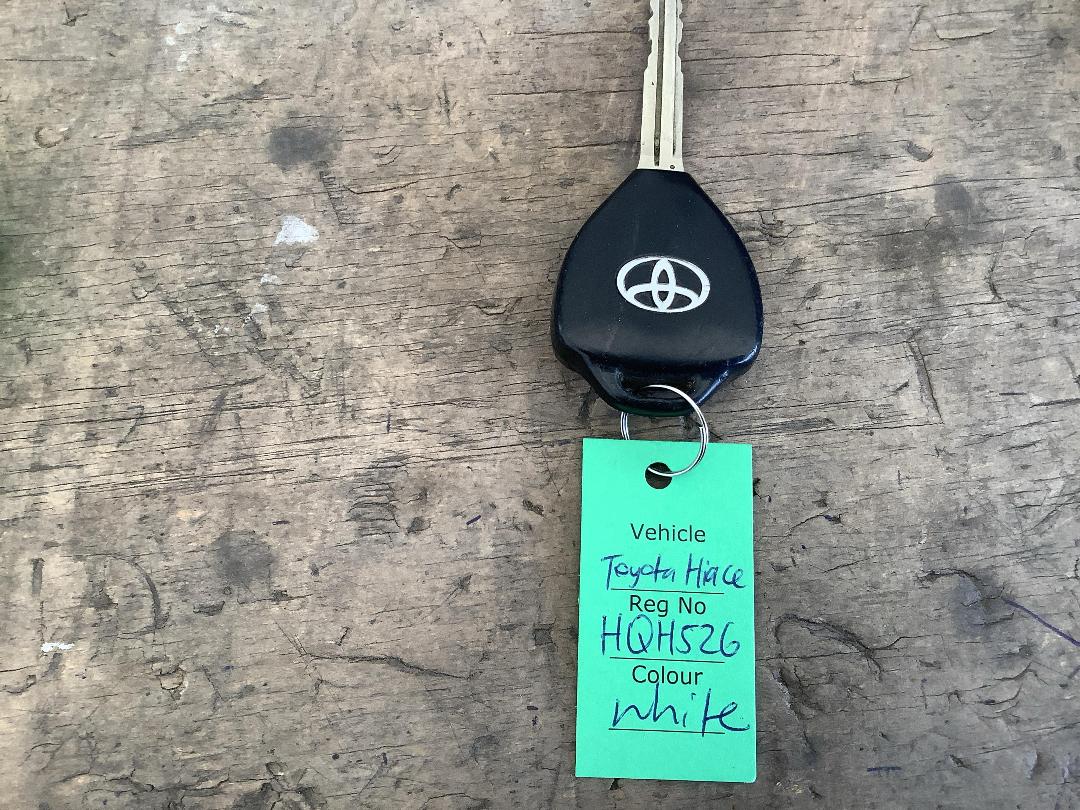 Vehicle
Toyota Hiace
Reg No
HQH526
Colour
white